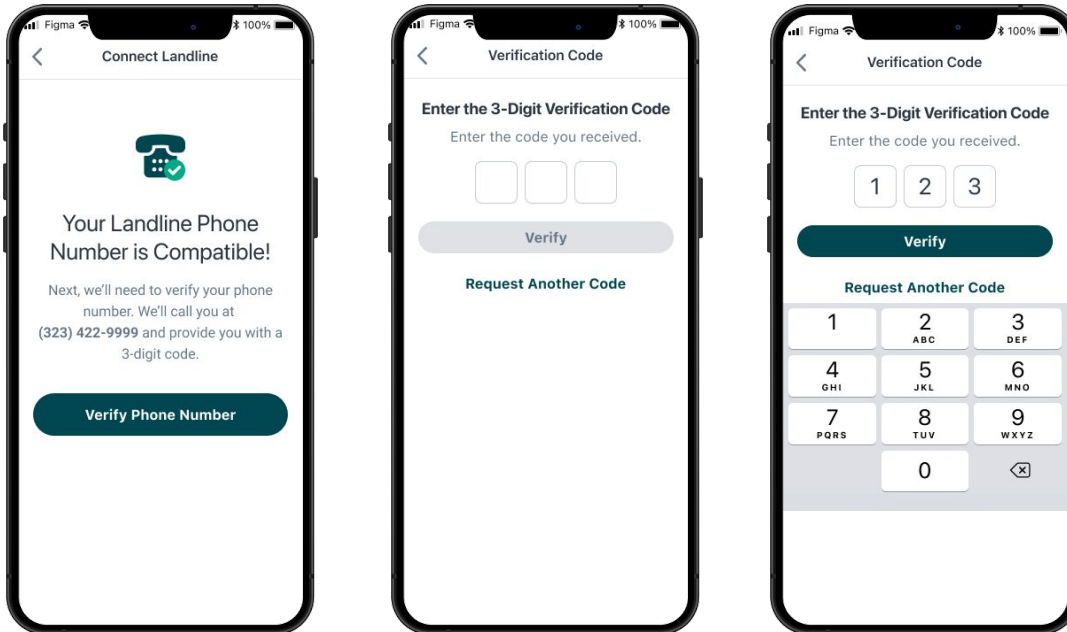 Figma 100%
Connect Landline
Your Landline Phone
Number is Compatible!
Next, we’ll need to verify your phone
number. We’ll call you at
(323) 422-9999 and provide you with a
3-digit code.
Verify Phone Number
Figma 100%
Verification Code
Enter the 3-Digit Verification Code
Enter the code you received.
Verify
Request Another Code
Figma 100%
Verification Code
Enter the 3-Digit Verification Code
Enter the code you received.
1 2 3
Verify
Request Another Code
1 2 3
ABC DEF
4 5 6
GHI JKL MNO
7 8 9
PQRS TUV WXYZ
0